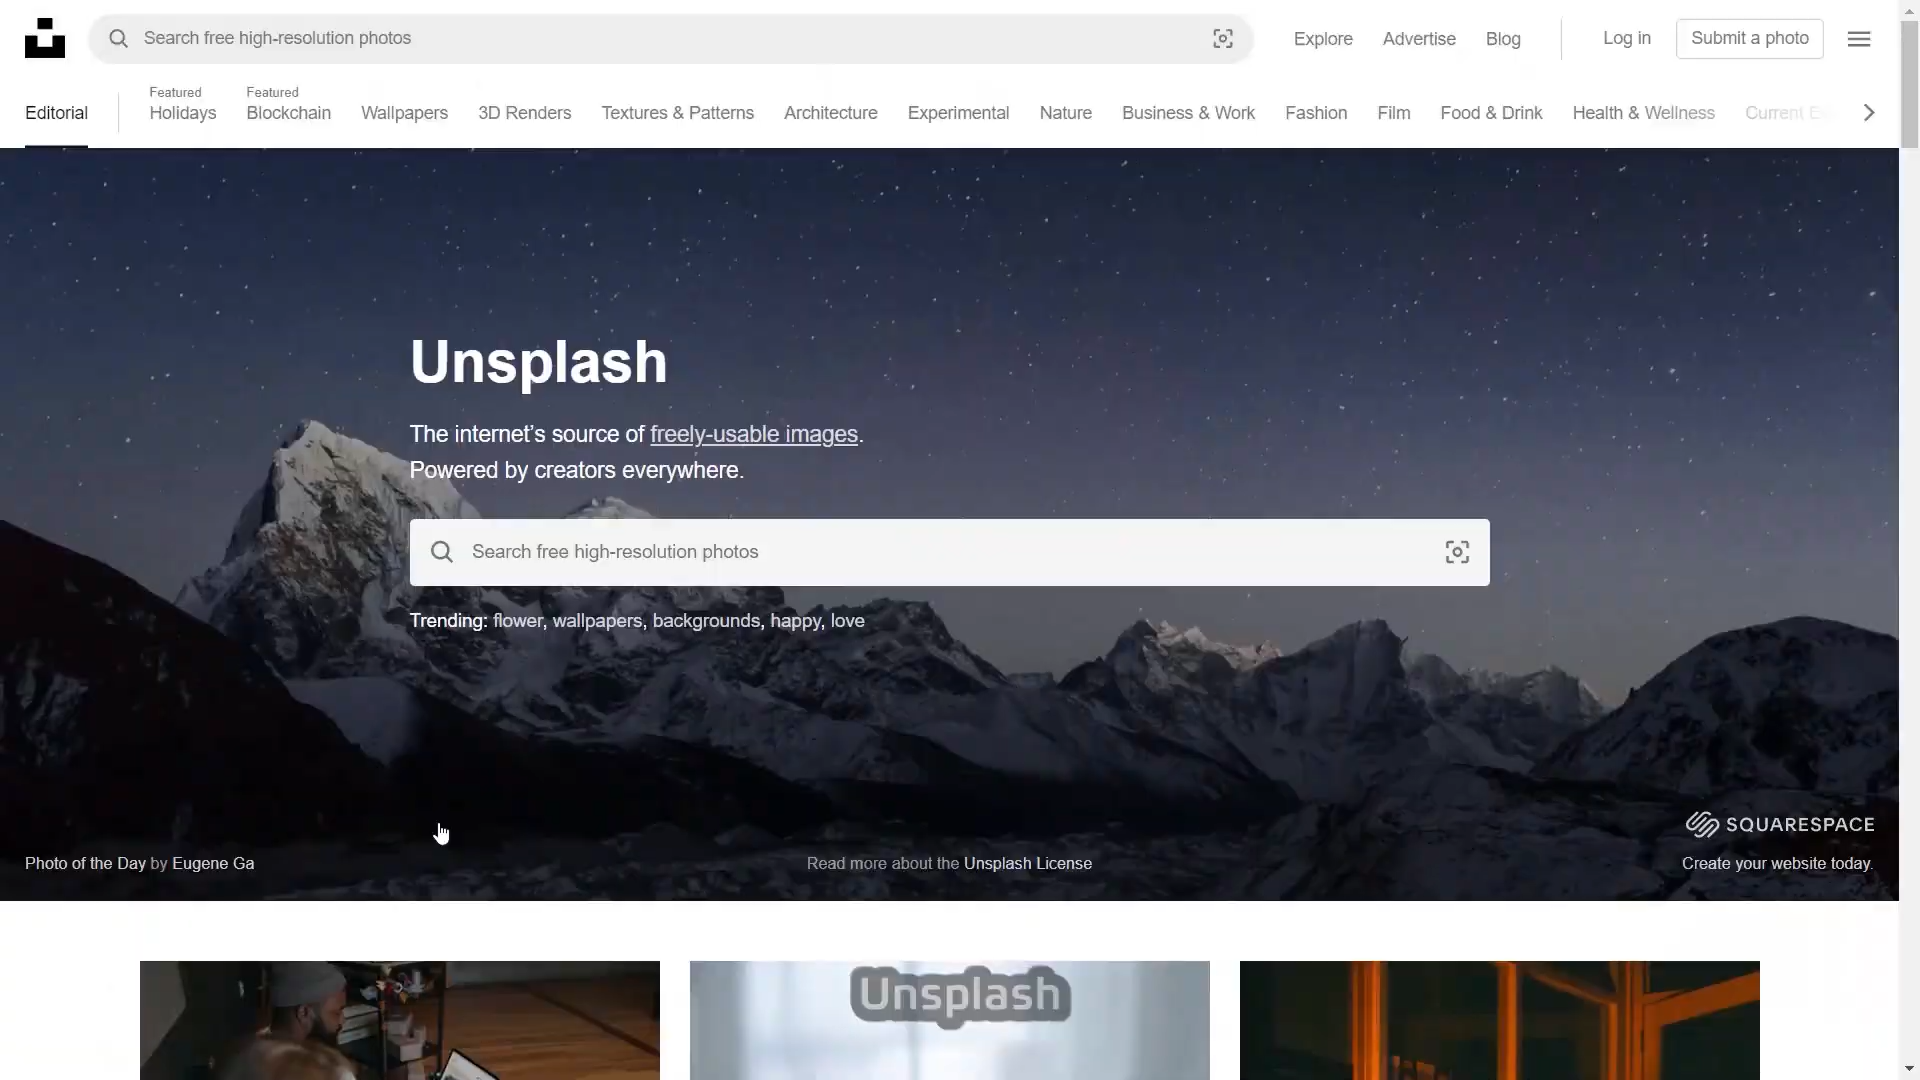 Search free high-resolution photos
Explore Advertise Blog Log in Submit a photo
Featured Featured
Editorial Holidays Blockchain Wallpapers 3D Renders Textures & Patterns Architecture Experimental Nature Business & Work Fashion Film Food & Drink Health & Wellness Current
Unsplash
The internet’s source of freely-usable images.
Powered by creators everywhere.
Search free high-resolution photos
Trending: flower, wallpapers, backgrounds, happy, love
SQUARESPACE
Photo of the Day by Eugene Ga
Read more about the Unsplash License
Create your website today.
Unsplash